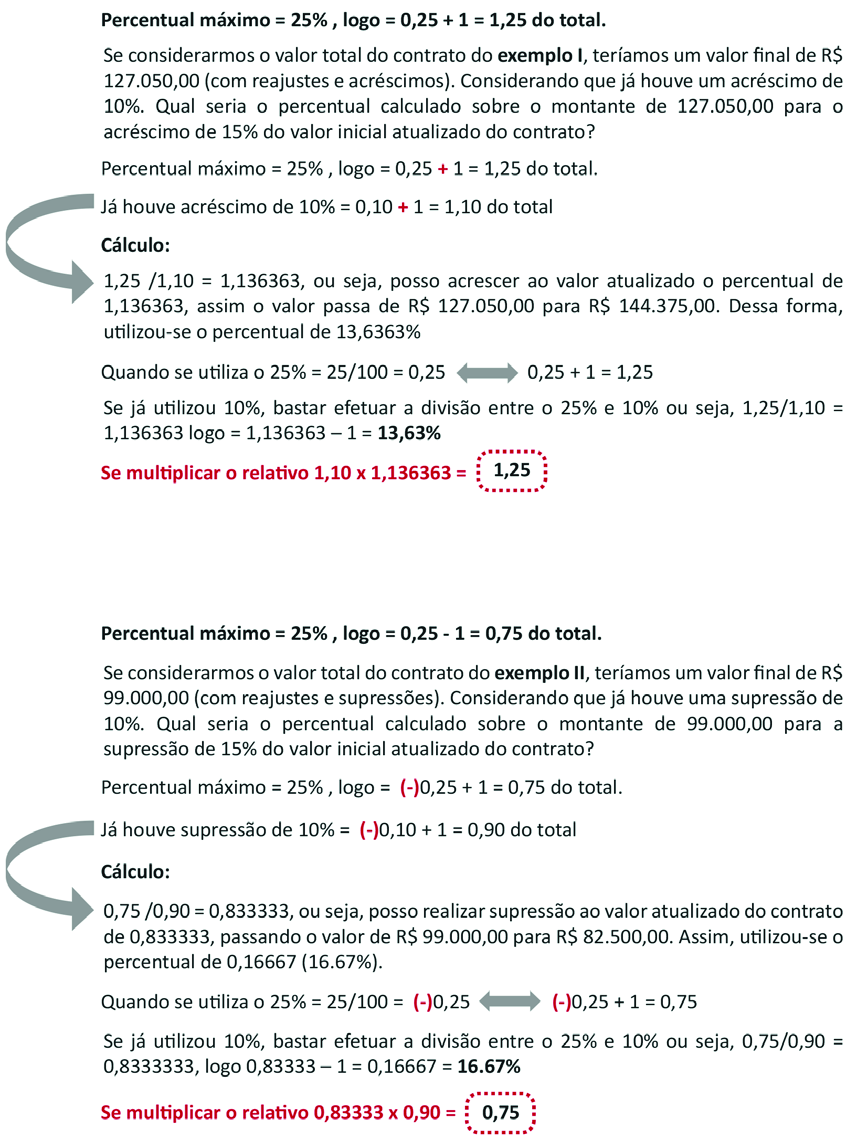 Percentual máximo = 25% , logo = 0,25 + 1 = 1,25 do total.
Se considerarmos o valor total do contrato do exemplo I, teríamos um valor final de R$
127.050,00 (com reajustes e acréscimos). Considerando que já houve um acréscimo de
10%. Qual seria o percentual calculado sobre o montante de 127.050,00 para o
acréscimo de 15% do valor inicial atualizado do contrato?
Percentual máximo = 25% , logo = 0,25 + 1 = 1,25 do total.
Já houve acréscimo de 10% = 0,10 + 1 = 1,10 do total
Cálculo:
1,25 /1,10 = 1,136363, ou seja, posso acrescer ao valor atualizado o percentual de
1,136363, assim o valor passa de R$ 127.050,00 para R$ 144.375,00. Dessa forma,
utilizou-se o percentual de 13,6363%
Quando se utiliza o 25% = 25/100 = 0,25 0,25 + 1 = 1,25
Se já utilizou 10%, bastar efetuar a divisão entre o 25% e 10% ou seja, 1,25/1,10 =
1,136363 logo = 1,136363 – 1 = 13,63%
Se multiplicar o relativo 1,10 x 1,136363 = 1,25
Percentual máximo = 25% , logo = 0,25 - 1 = 0,75 do total.
Se considerarmos o valor total do contrato do exemplo II, teríamos um valor final de R$
99.000,00 (com reajustes e supressões). Considerando que já houve uma supressão de
10%. Qual seria o percentual calculado sobre o montante de 99.000,00 para a
supressão de 15% do valor inicial atualizado do contrato?
Percentual máximo = 25% , logo = (-)0,25 + 1 = 0,75 do total.
Já houve supressão de 10% = (-)0,10 + 1 = 0,90 do total
Cálculo:
0,75 /0,90 = 0,833333, ou seja, posso realizar supressão ao valor atualizado do contrato
de 0,833333, passando o valor de R$ 99.000,00 para R$ 82.500,00. Assim, utilizou-se o
percentual de 0,16667 (16.67%).
Quando se utiliza o 25% = 25/100 = (-)0,25 (-)0,25 + 1 = 0,75
Se já utilizou 10%, bastar efetuar a divisão entre o 25% e 10% ou seja, 0,75/0,90 =
0,8333333, logo 0,83333 – 1 = 0,16667 = 16.67%
Se multiplicar o relativo 0,83333 x 0,90 = 0,75